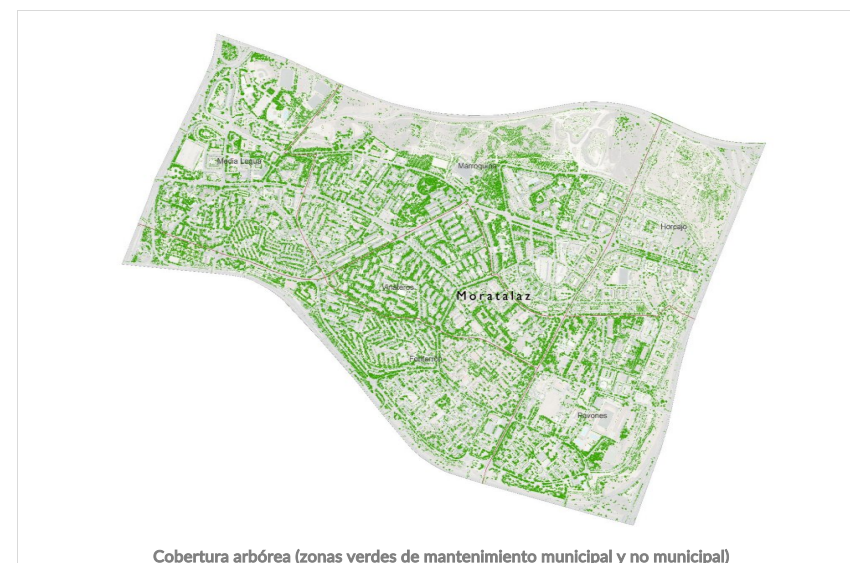 Media Legua
Marroquina
Horcajo
Vinateros
Moratalaz
Fontarrón
Pavones
Cobertura arbórea (zonas verdes de mantenimiento municipal y no municipal)